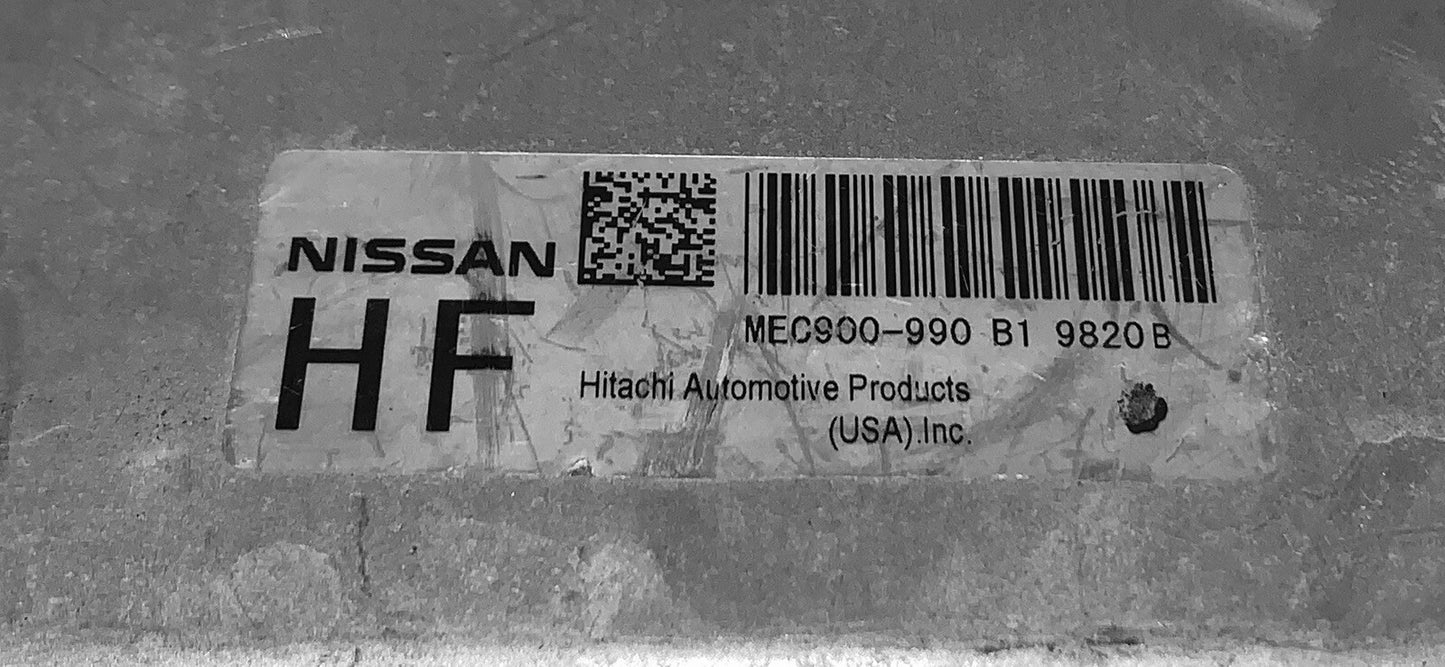 NISSAN
HF
MEC900-990 B1 9820B
Hitachi Automotive Products
(USA).Inc.